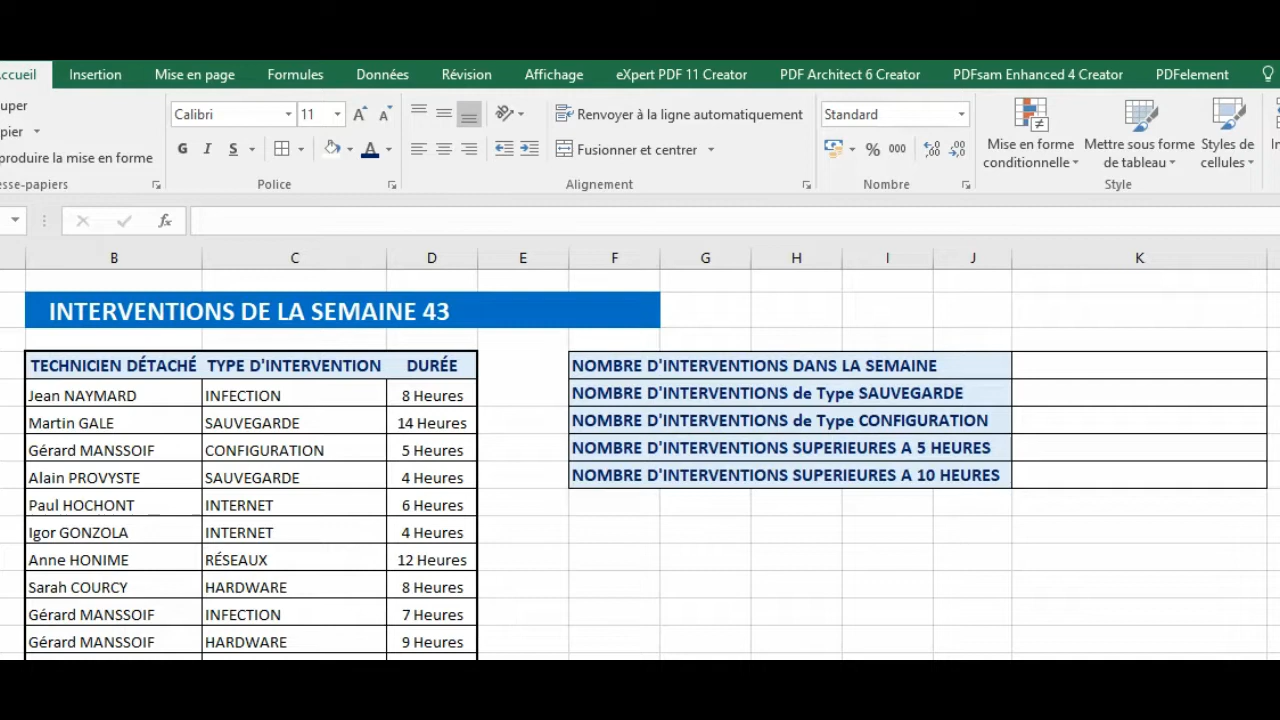 ccueil Insertion Mise en page Formules Données Révision Affichage eXpert PDF 11 Creator PDF Architect 6 Creator PDFsam Enhanced 4 Creator PDFelement
uper
pier
produire la mise en forme
esse-papiers
Calibri 11
G I S A
Police
Renvoyer à la ligne automatiquement
Fusionner et centrer
Alignement
Standard
% 000
Nombre
Mise en forme conditionnelle
Mettre sous forme de tableau
Styles de cellules
Style
fx
B C D E F G H I J K
INTERVENTIONS DE LA SEMAINE 43
TECHNICIEN DÉTACHÉ TYPE D'INTERVENTION DURÉE
Jean NAYMARD INFECTION 8 Heures
Martin GALE SAUVEGARDE 14 Heures
Gérard MANSSOIF CONFIGURATION 5 Heures
Alain PROVYSTE SAUVEGARDE 4 Heures
Paul HOCHONT INTERNET 6 Heures
Igor GONZOLA INTERNET 4 Heures
Anne HONIME RÉSEAUX 12 Heures
Sarah COURCY HARDWARE 8 Heures
Gérard MANSSOIF INFECTION 7 Heures
Gérard MANSSOIF HARDWARE 9 Heures
NOMBRE D'INTERVENTIONS DANS LA SEMAINE
NOMBRE D'INTERVENTIONS de Type SAUVEGARDE
NOMBRE D'INTERVENTIONS de Type CONFIGURATION
NOMBRE D'INTERVENTIONS SUPERIEURES A 5 HEURES
NOMBRE D'INTERVENTIONS SUPERIEURES A 10 HEURES